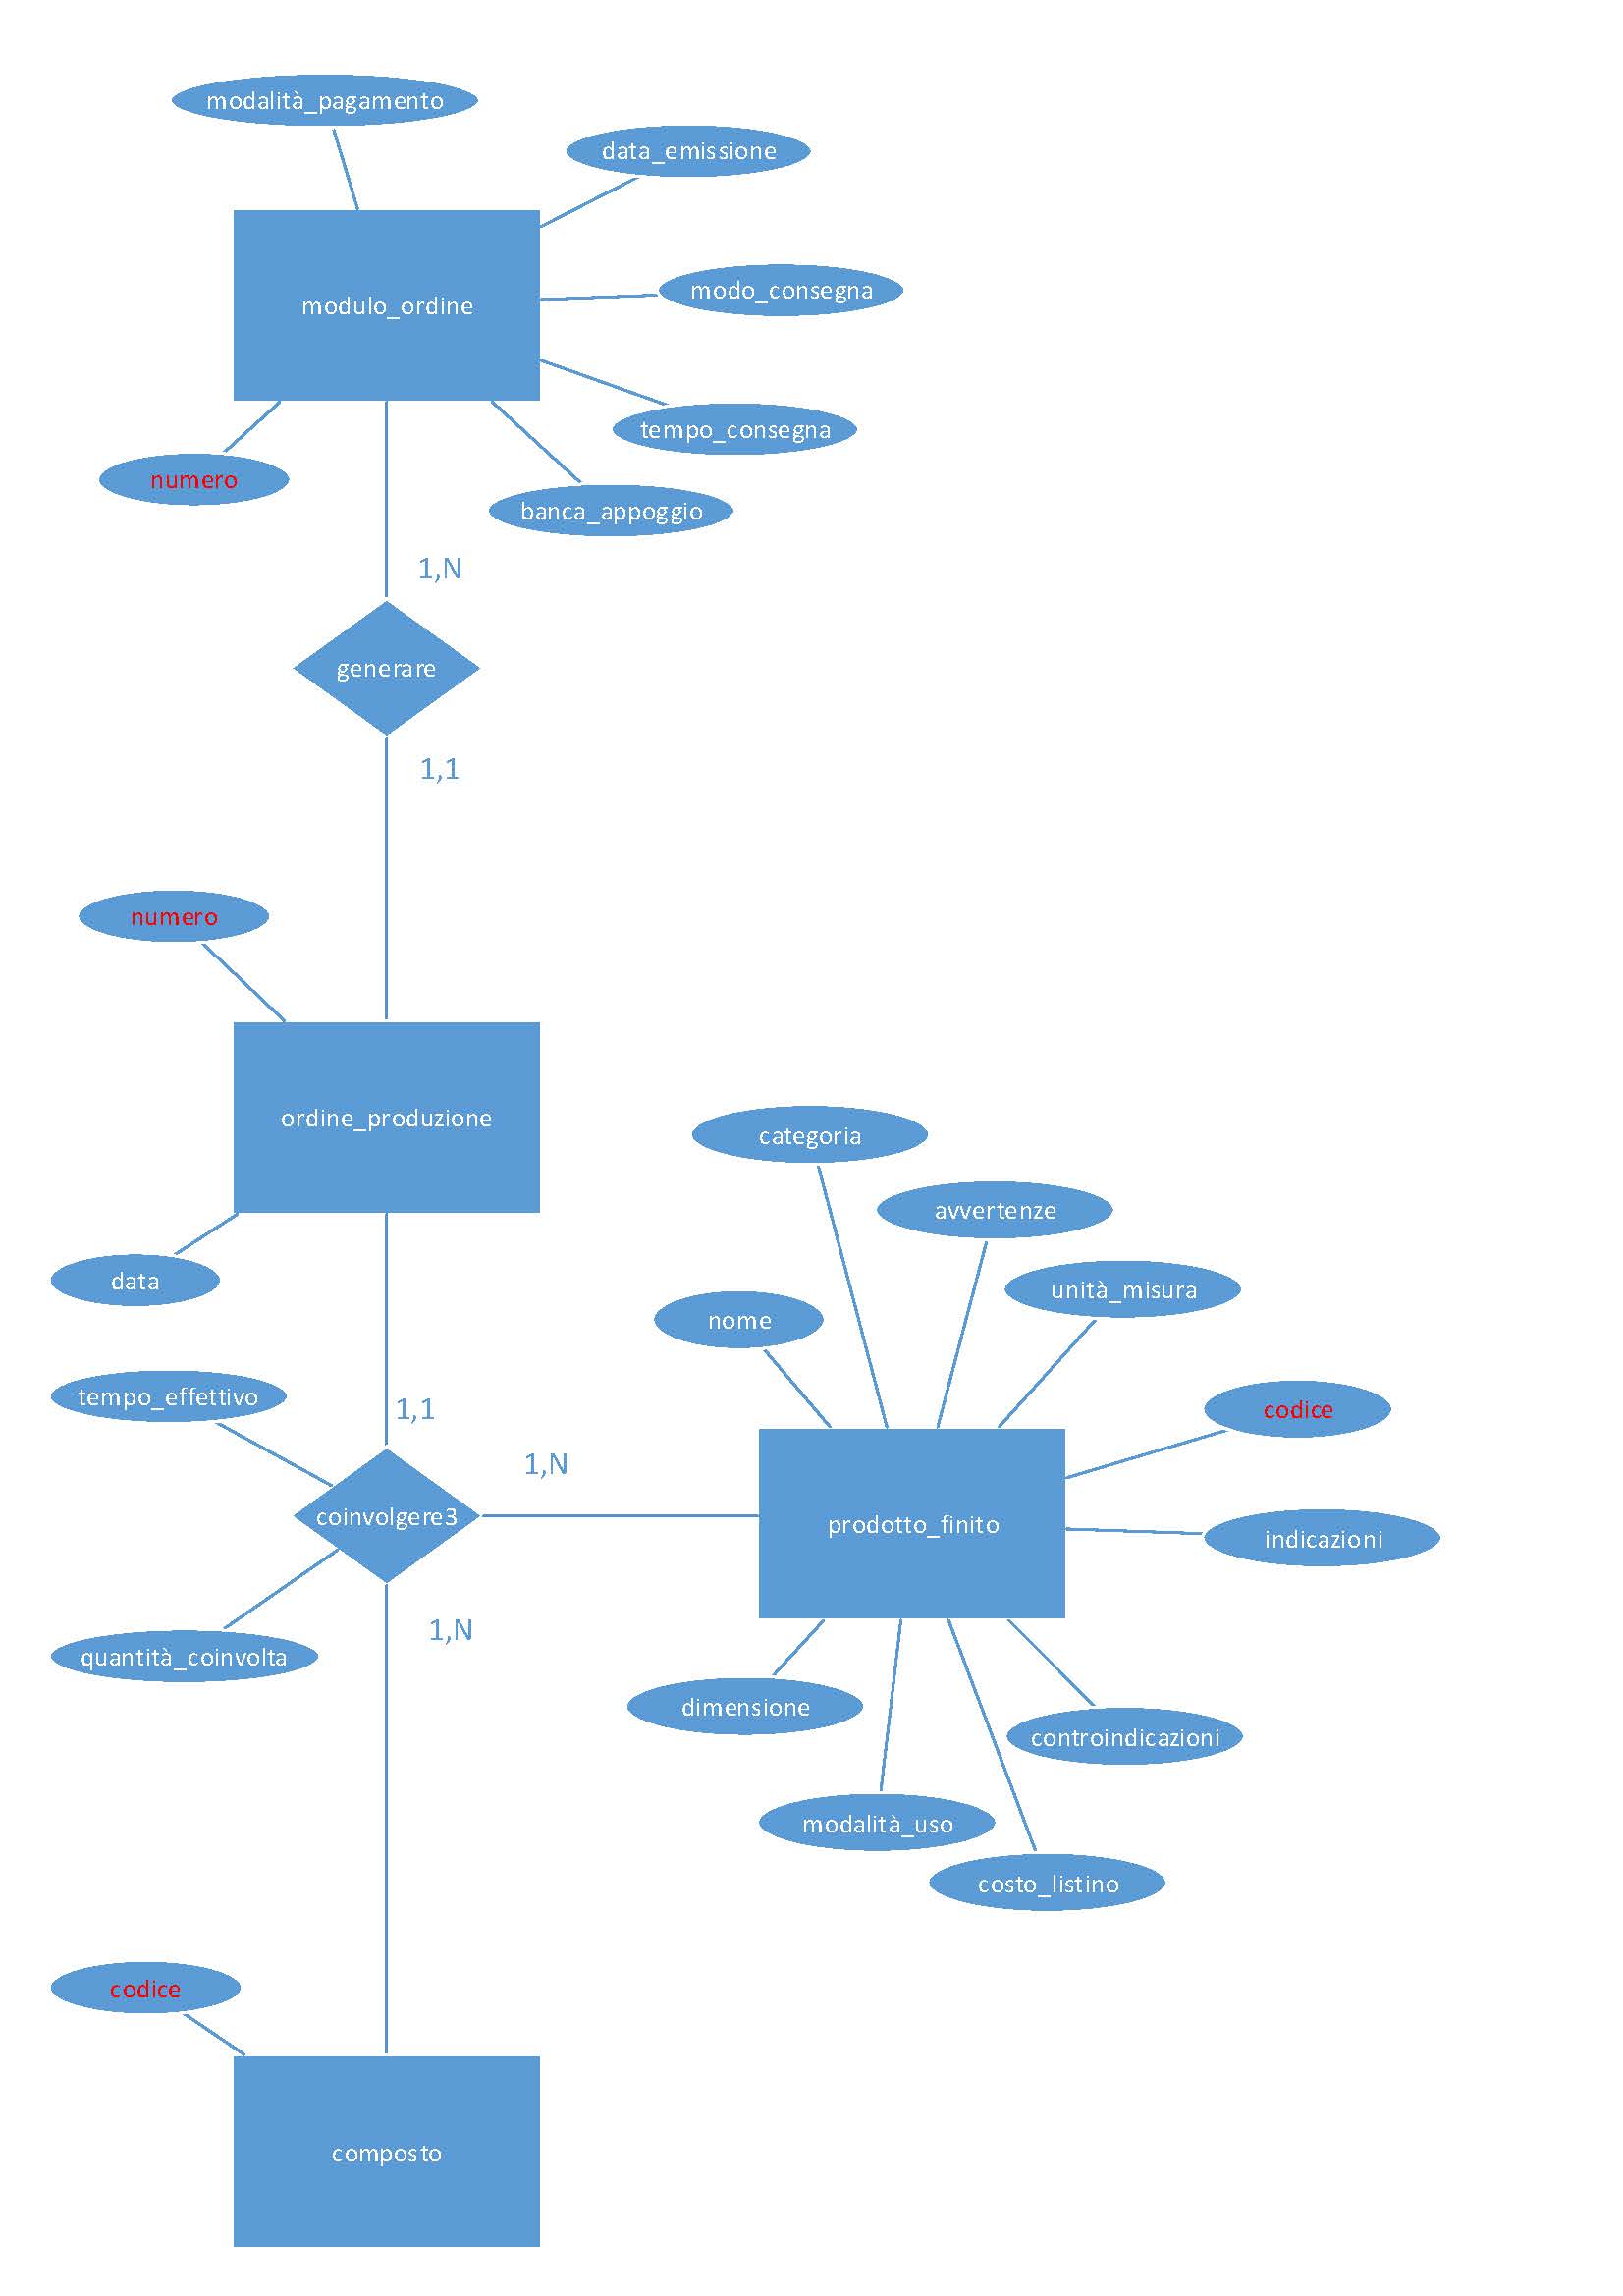 modalità_pagamento
data_emissione
modo_consegna
modulo_ordine
tempo_consegna
numero
banca_appoggio
1,N
generare
1,1
numero
ordine_produzione
categoria
avvertenze
data
unità_misura
nome
tempo_effettivo
1,1
codice
1,N
coinvolgere3
prodotto_finito
indicazioni
1,N
quantità_coinvolta
dimensione
controindicazioni
modalità_uso
costo_listino
codice
composto